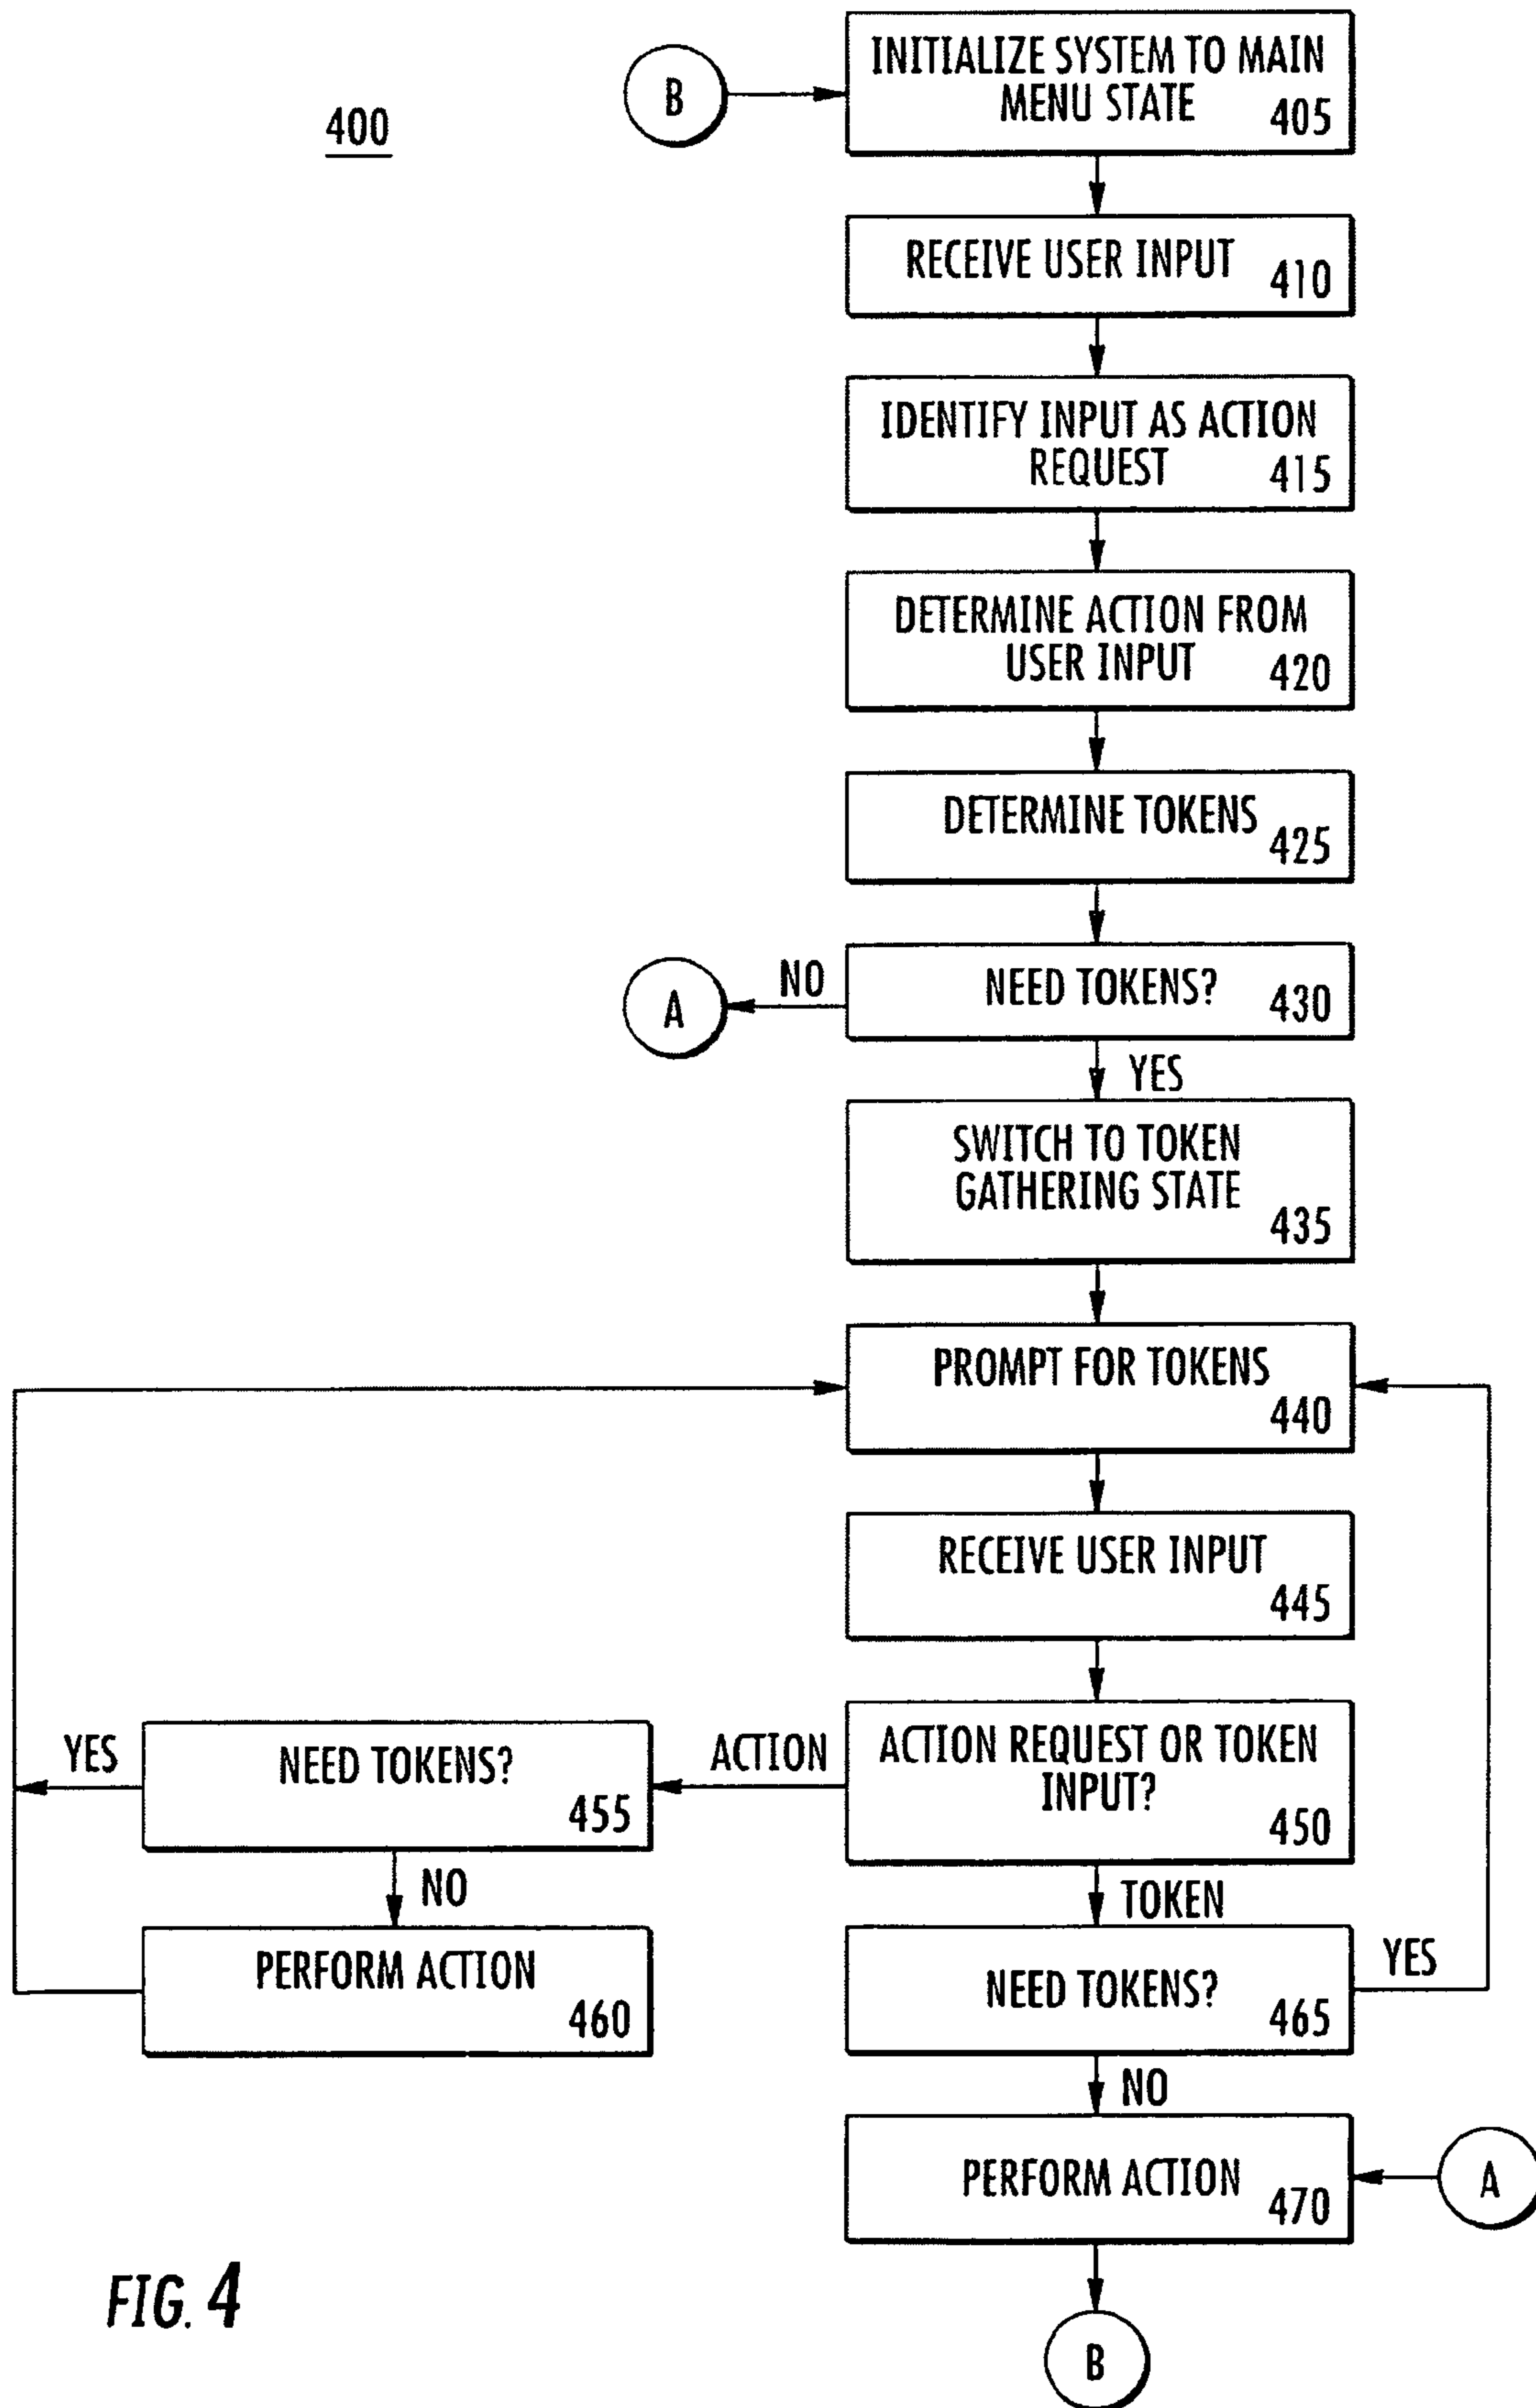 400
B
INITIALIZE SYSTEM TO MAIN
MENU STATE 405
RECEIVE USER INPUT 410
IDENTIFY INPUT AS ACTION
REQUEST 415
DETERMINE ACTION FROM
USER INPUT 420
DETERMINE TOKENS
425
A
NO
NEED TOKENS? 430
YES
SWITCH TO TOKEN
GATHERING STATE
435
PROMPT FOR TOKENS
440
RECEIVE USER INPUT
445
YES
NEED TOKENS?
455
ACTION
ACTION REQUEST OR TOKEN
INPUT?
450
NO
TOKEN
PERFORM ACTION
460
NEED TOKENS?
465
YES
NO
PERFORM ACTION
470
A
B
FIG. 4